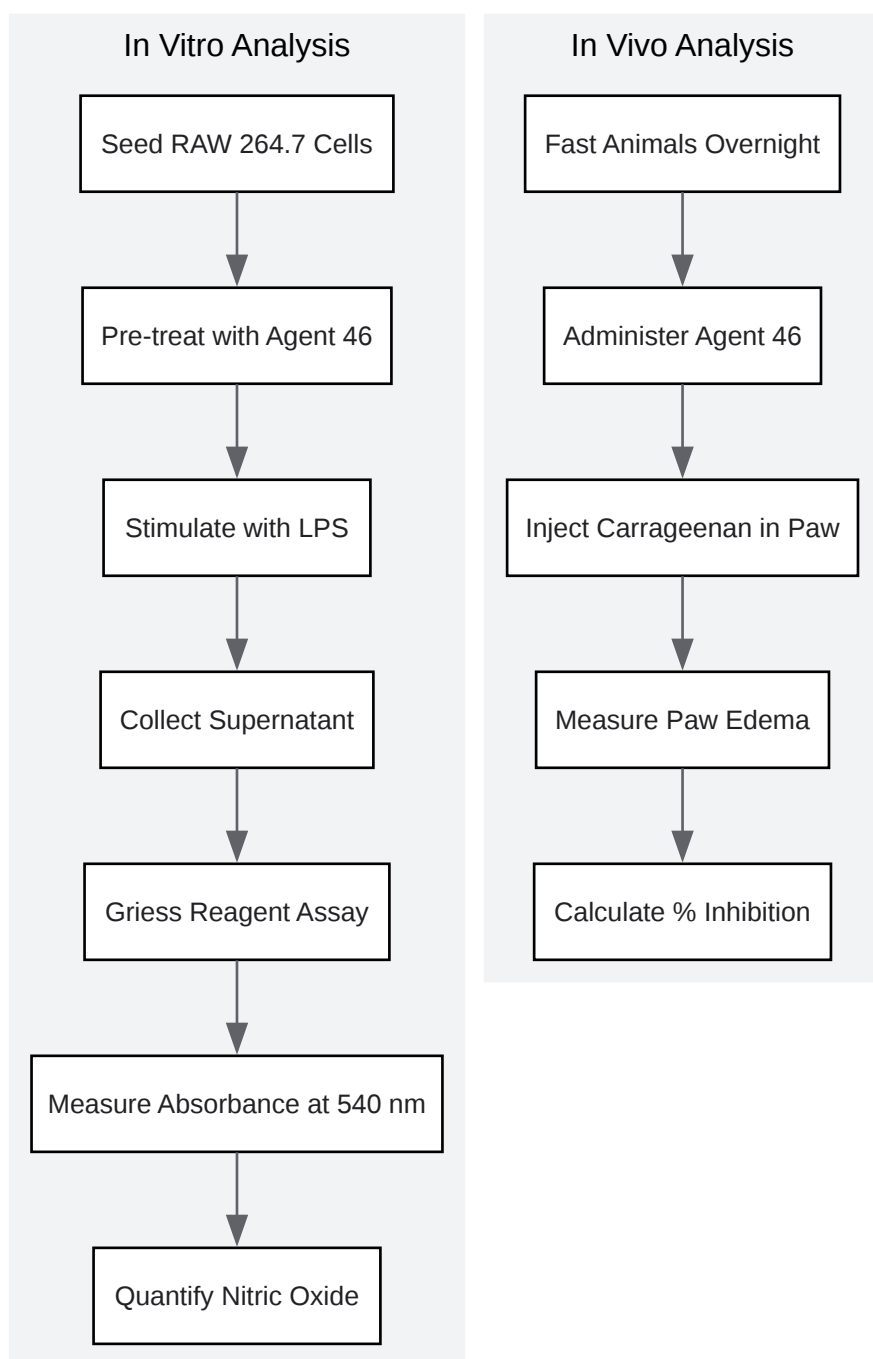 In Vitro Analysis
Seed RAW 264.7 Cells
Pre-treat with Agent 46
Stimulate with LPS
Collect Supernatant
Griess Reagent Assay
Measure Absorbance at 540 nm
Quantify Nitric Oxide
In Vivo Analysis
Fast Animals Overnight
Administer Agent 46
Inject Carrageenan in Paw
Measure Paw Edema
Calculate % Inhibition